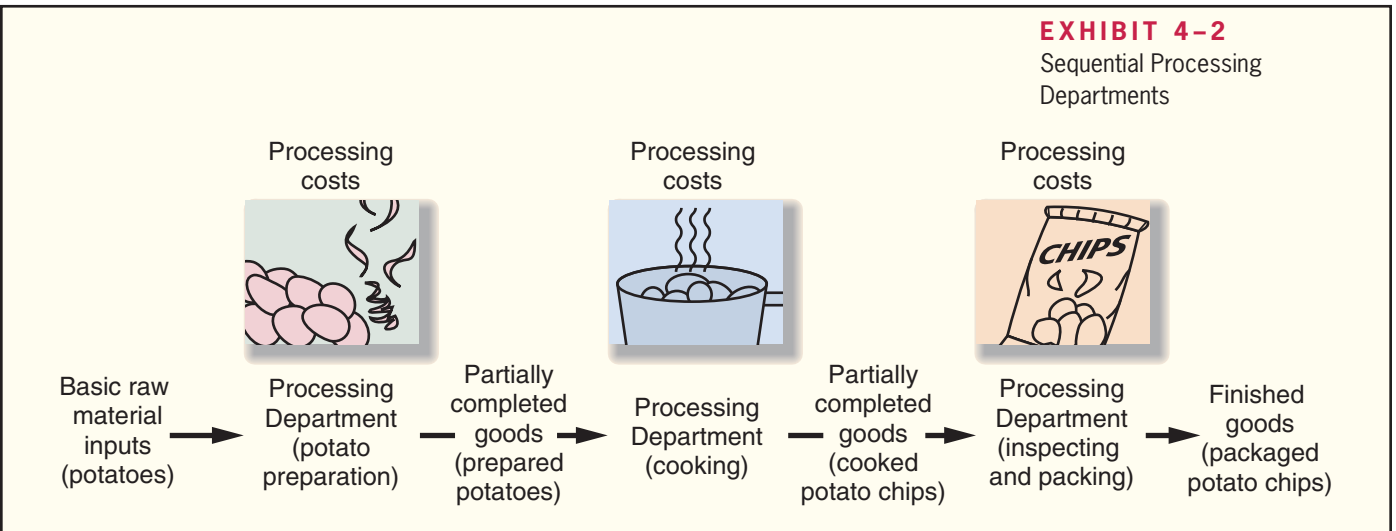 EXHIBIT 4–2
Sequential Processing
Departments
Processing
costs
Processing
costs
Processing
costs
CHIPS
Basic raw
material
inputs
(potatoes)
Processing
Department
(potato
preparation)
Partially
completed
goods
(prepared
potatoes)
Processing
Department
(cooking)
Partially
completed
goods
(cooked
potato chips)
Processing
Department
(inspecting
and packing)
Finished
goods
(packaged
potato chips)